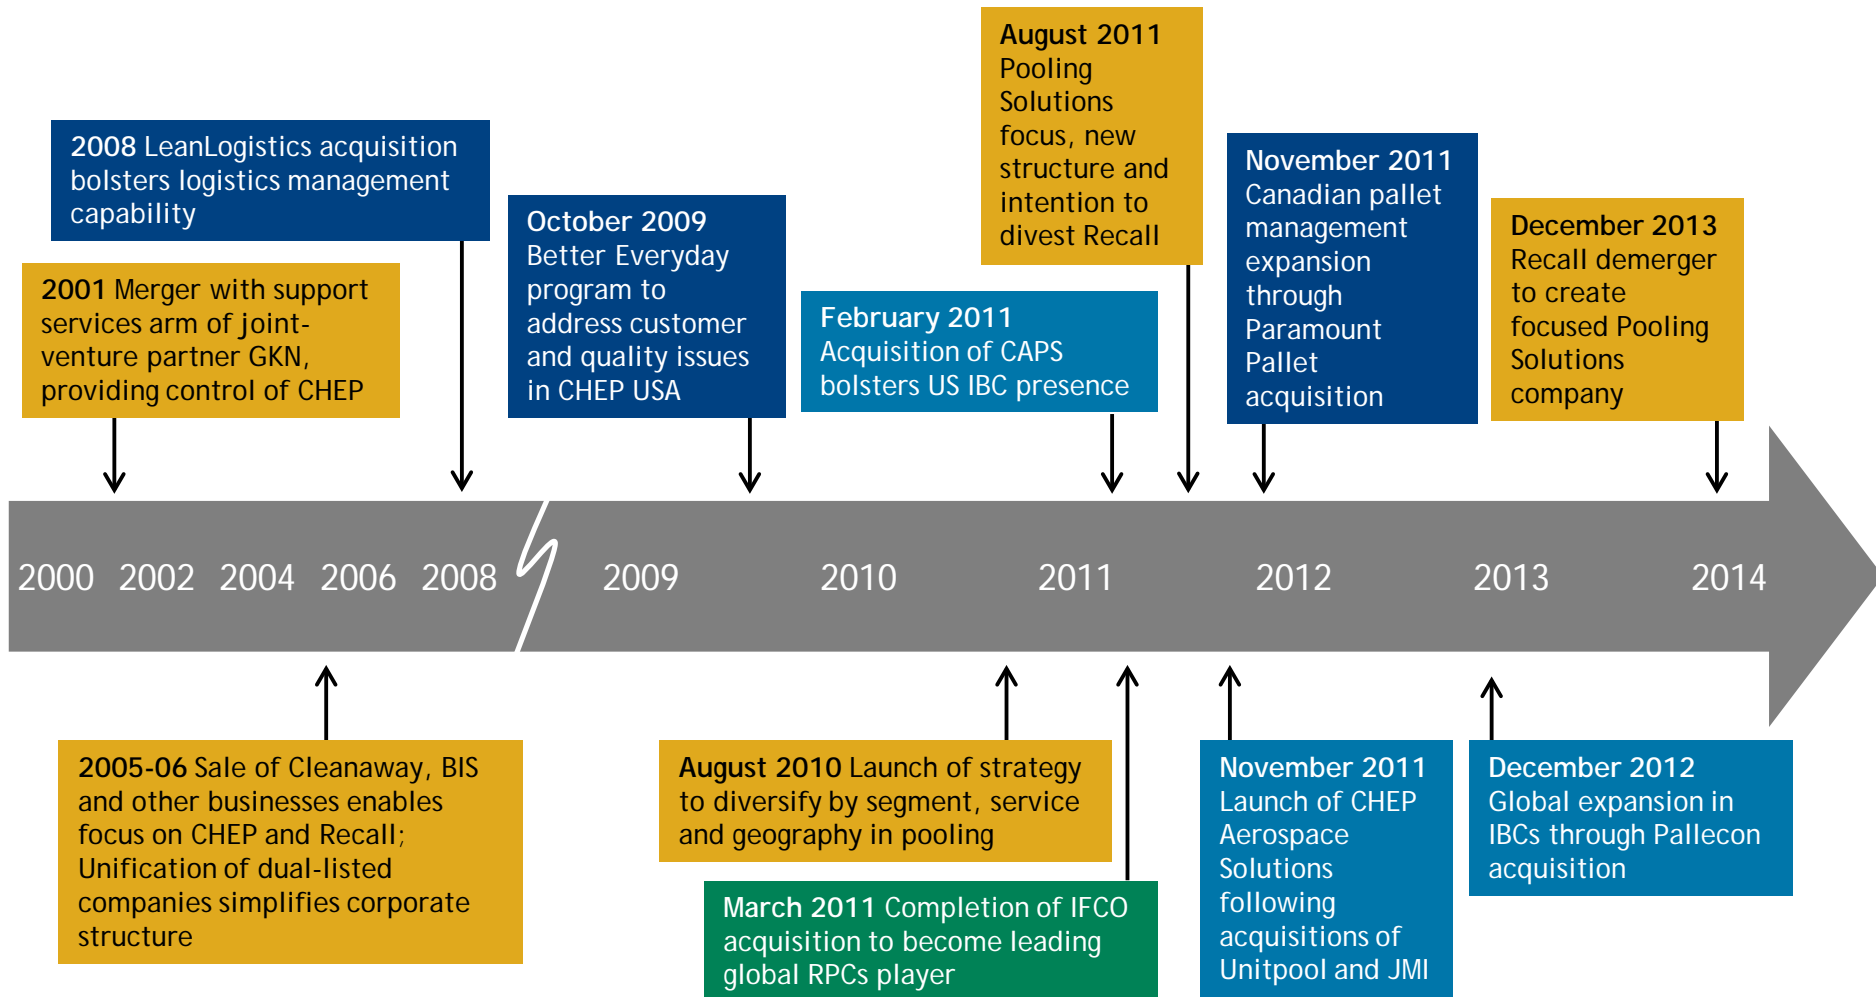 August 2011
Pooling
Solutions
focus, new
structure and
intention to
divest Recall
2008 LeanLogistics acquisition
bolsters logistics management
capability
November 2011
Canadian pallet
management
expansion
through
Paramount
Pallet
acquisition
October 2009
Better Everyday
program to
address customer
and quality issues
in CHEP USA
December 2013
Recall demerger
to create
focused Pooling
Solutions
company
2001 Merger with support
services arm of joint-
venture partner GKN,
providing control of CHEP
February 2011
Acquisition of CAPS
bolsters US IBC presence
2000 2002 2004 2006 2008 2009 2010 2011 2012 2013 2014
2005-06 Sale of Cleanaway, BIS
and other businesses enables
focus on CHEP and Recall;
Unification of dual-listed
companies simplifies corporate
structure
August 2010 Launch of strategy
to diversify by segment, service
and geography in pooling
March 2011 Completion of IFCO
acquisition to become leading
global RPCs player
November 2011
Launch of CHEP
Aerospace
Solutions
following
acquisitions of
Unitpool and JMI
December 2012
Global expansion in
IBCs through Pallecon
acquisition